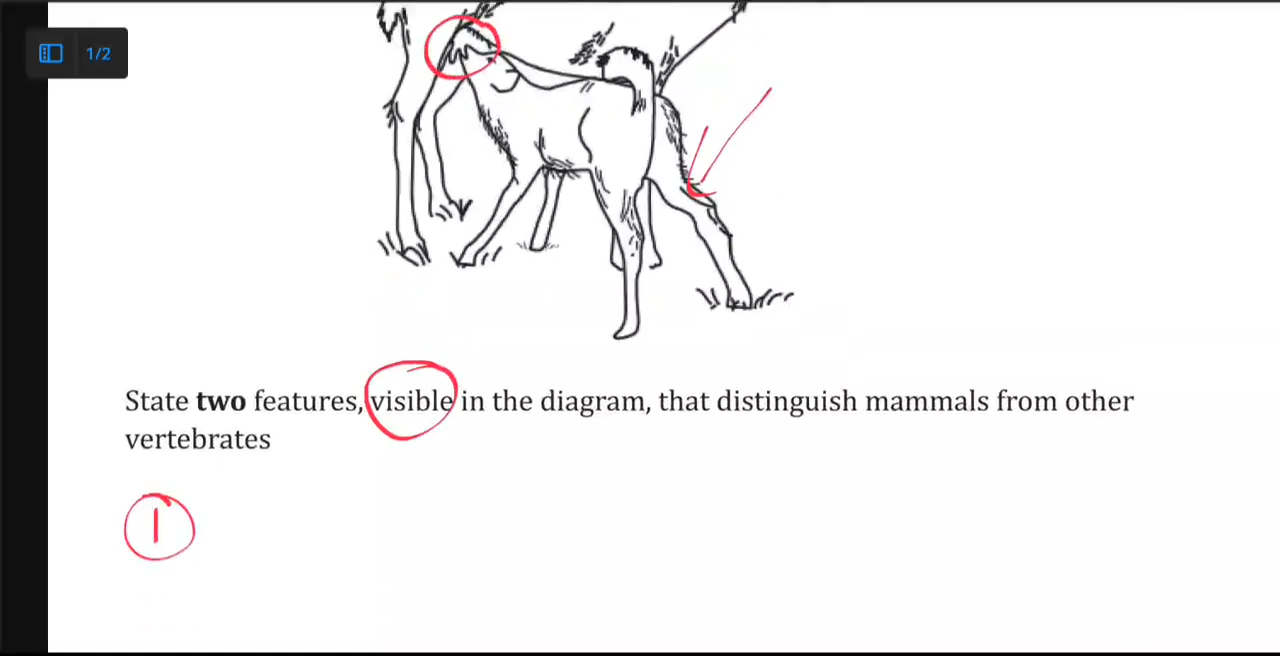 1/2
State two features, visible in the diagram, that distinguish mammals from other
vertebrates
1